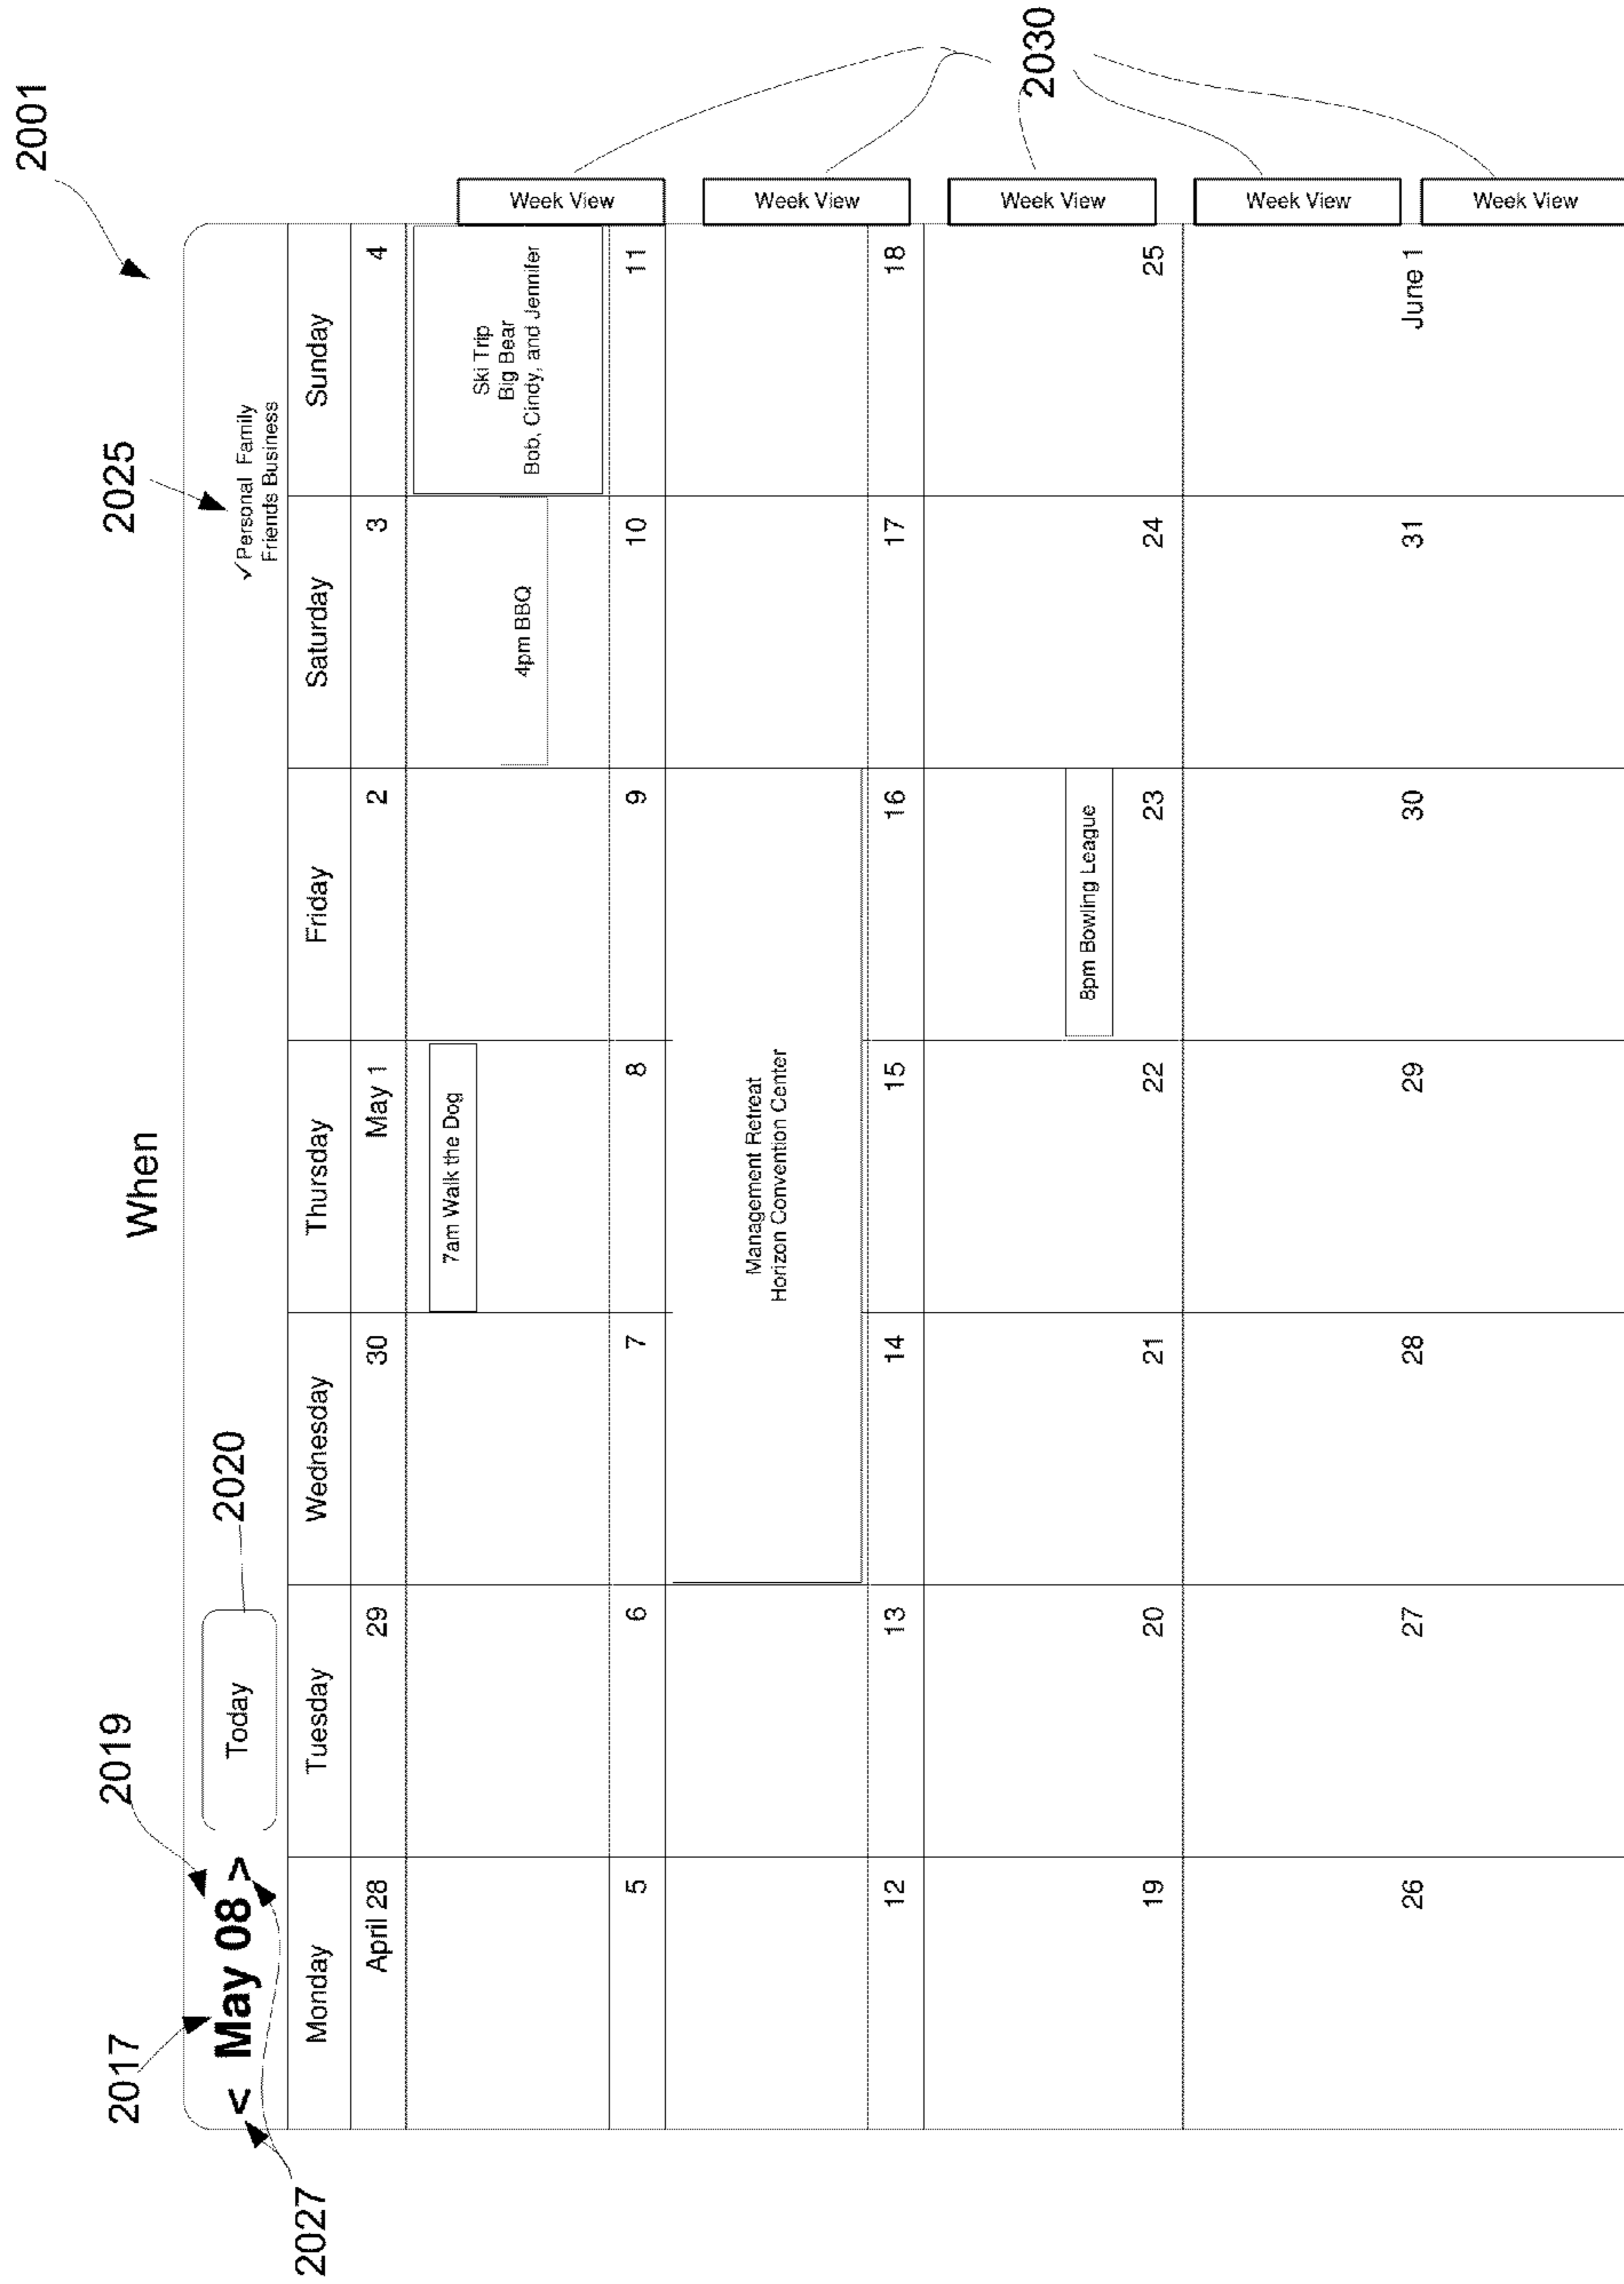 2001
When
2025
2019
2017
2020
2027
< May 08 >
Today
✓Personal Family
Friends Business
Monday Tuesday Wednesday Thursday Friday Saturday Sunday
April 28 29 30 May 1 2 3 4
7am Walk the Dog
4pm BBQ
Ski Trip
Big Bear
Bob, Cindy, and Jennifer
Week View
5 6 7 8 9 10 11
Management Retreat
Horizon Convention Center
Week View
12 13 14 15 16 17 18
8pm Bowling League
Week View
19 20 21 22 23 24 25
Week View
26 27 28 29 30 31 June 1
Week View
2030